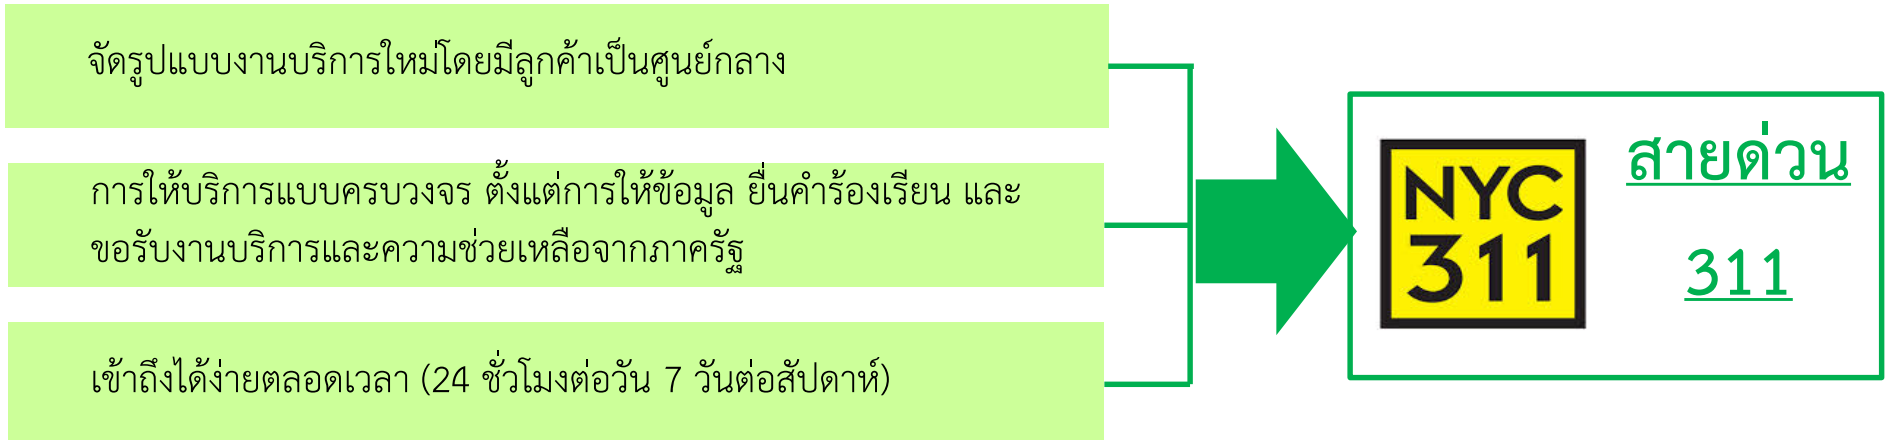 จัดรูปแบบงานบริการใหม่โดยมีลูกค้าเป็นศูนย์กลาง
การให้บริการแบบครบวงจร ตั้งแต่การให้ข้อมูล ยื่นคำร้องเรียน และ
ขอรับงานบริการและความช่วยเหลือจากภาครัฐ
เข้าถึงได้ง่ายตลอดเวลา (24 ชั่วโมงต่อวัน 7 วันต่อสัปดาห์)
NYC
311
สายด่วน
311